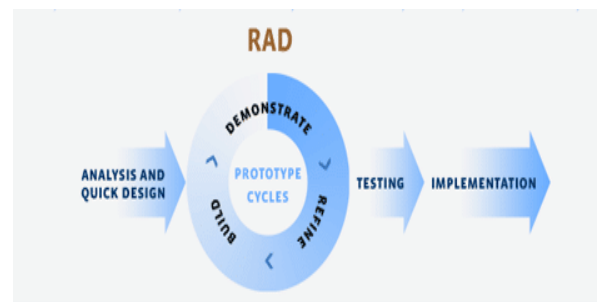 RAD
ANALYSIS AND
QUICK DESIGN
DEMONSTRATE
REFINE
BUILD
PROTOTYPE
CYCLES
TESTING
IMPLEMENTATION